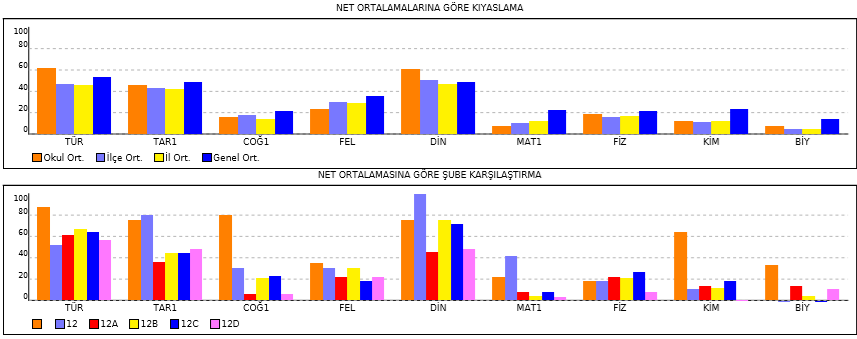 NET ORTALAMALARINA GÖRE KIYASLAMA
100
80
60
40
20
0
TÜR TAR1 COĞ1 FEL DİN MAT1 FİZ KİM BİY
Okul Ort. İlçe Ort. İl Ort. Genel Ort.
NET ORTALAMASINA GÖRE ŞUBE KARŞILAŞTIRMA
100
80
60
40
20
0
TÜR TAR1 COĞ1 FEL DİN MAT1 FİZ KİM BİY
12 12A 12B 12C 12D